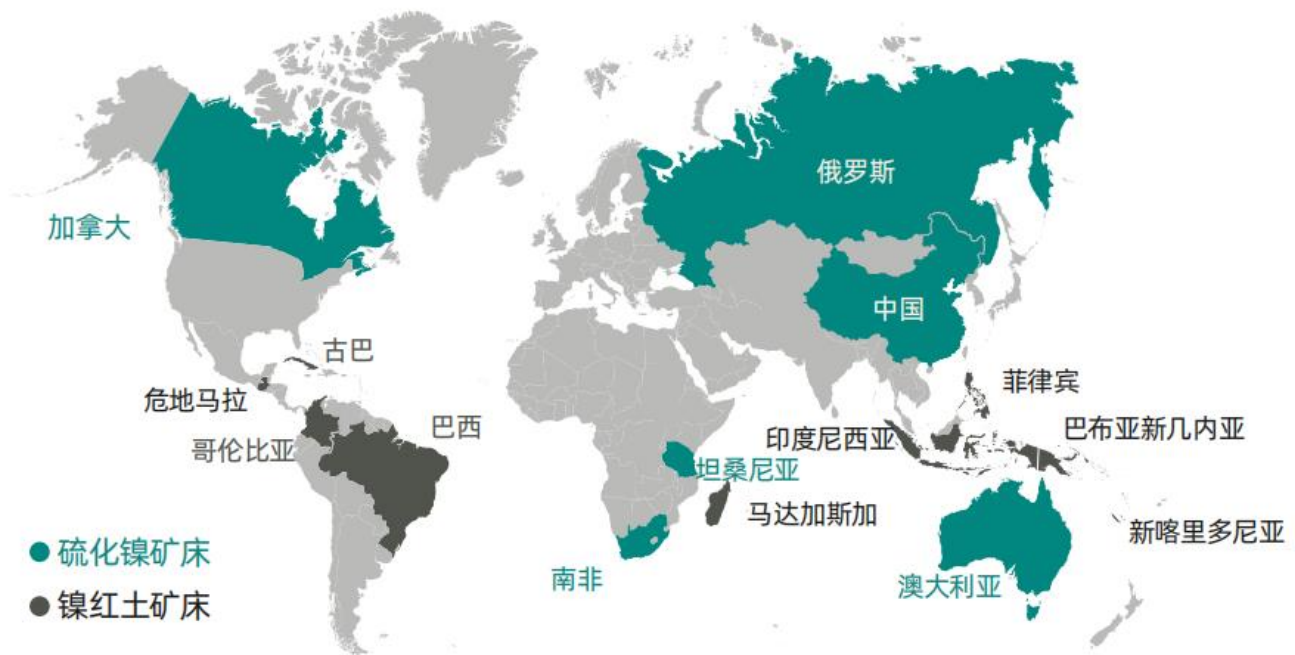 俄罗斯
加拿大
中国
古巴
菲律宾
危地马拉
巴西
巴布亚新几内亚
哥伦比亚
印度尼西亚
坦桑尼亚
马达加斯加
新喀里多尼亚
硫化镍矿床
南非
澳大利亚
镍红土矿床